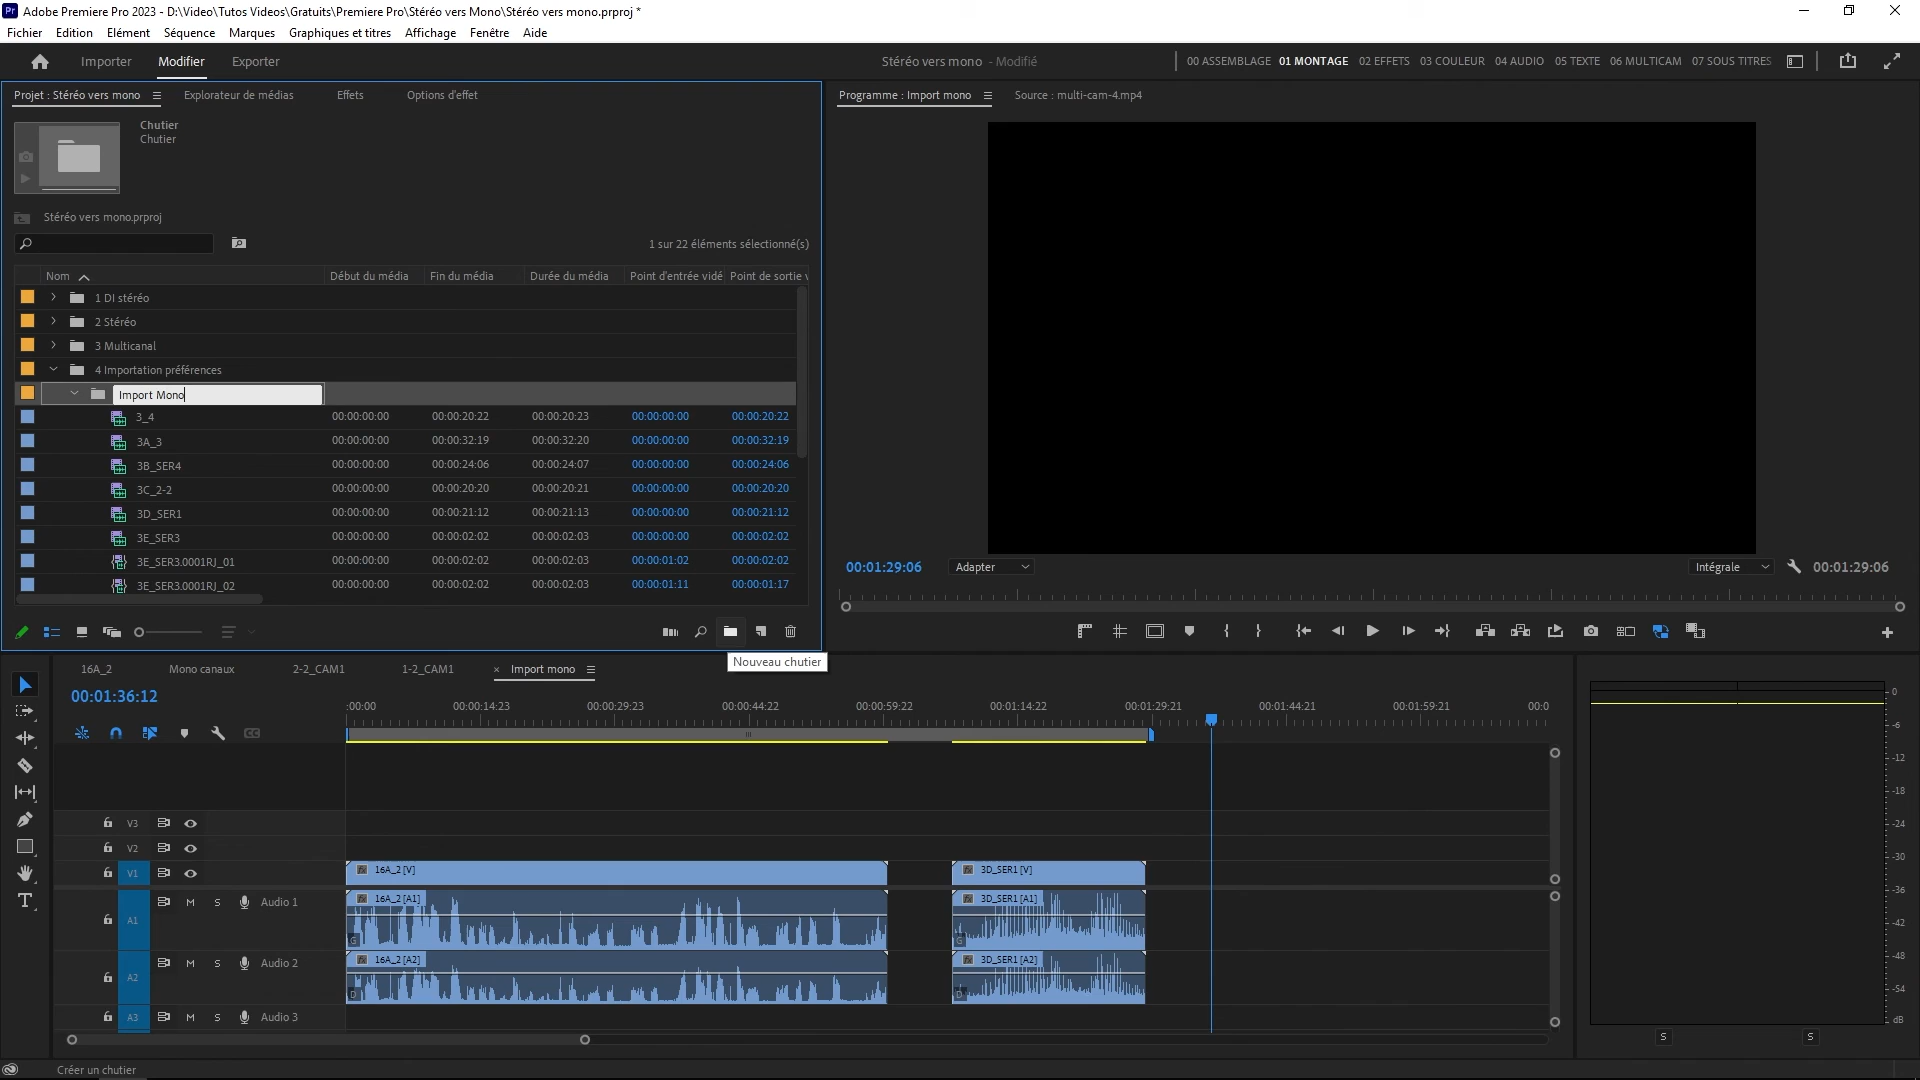 Adobe Premiere Pro 2023 - D:\Video\Tutos Videos\Gratuits\Premiere Pro\Stéréo vers Mono\Stéréo vers mono.prproj *
Fichier Edition Elément Séquence Marques Graphiques et titres Affichage Fenêtre Aide
Importer Modifier Exporter
Stéréo vers mono - Modifié
00 ASSEMBLAGE 01 MONTAGE 02 EFFETS 03 COULEUR 04 AUDIO 05 TEXTE 06 MULTICAM 07 SOUS TITRES
Projet : Stéréo vers mono Explorateur de médias Effets Options d'effet
Chutier
Chutier
Stéréo vers mono.prproj
1 sur 22 éléments sélectionné(s)
Nom Début du média Fin du média Durée du média Point d'entrée vidé Point de sortie v
1 DI stéréo
2 Stéréo
3 Multicanal
4 Importation préférences
Import Mono
3_4 00:00:00:00 00:00:20:22 00:00:20:23 00:00:00:00 00:00:20:22
3A_3 00:00:00:00 00:00:32:19 00:00:32:20 00:00:00:00 00:00:32:19
3B_SER4 00:00:00:00 00:00:24:06 00:00:24:07 00:00:00:00 00:00:24:06
3C_2-2 00:00:00:00 00:00:20:20 00:00:20:21 00:00:00:00 00:00:20:20
3D_SER1 00:00:00:00 00:00:21:12 00:00:21:13 00:00:00:00 00:00:21:12
3E_SER3 00:00:00:00 00:00:02:02 00:00:02:03 00:00:00:00 00:00:02:02
3E_SER3.0001RJ_01 00:00:00:00 00:00:02:02 00:00:02:03 00:00:01:02 00:00:02:02
3E_SER3.0001RJ_02 00:00:00:00 00:00:02:02 00:00:02:03 00:00:01:11 00:00:01:17
Nouveau chutier
Programme : Import mono Source : multi-cam-4.mp4
00:01:29:06 Adapter Intégrale 00:01:29:06
16A_2 Mono canaux 2-2_CAM1 1-2_CAM1 × Import mono
00:01:36:12
:00:00 00:00:14:23 00:00:29:23 00:00:44:22 00:00:59:22 00:01:14:22 00:01:29:21 00:01:44:21 00:01:59:21 00:0
CC
V3
V2
V1 fx 16A_2 [V] fx 3D_SER1 [V]
A1 M S Audio 1 fx 16A_2 [A1] G fx 3D_SER1 [A1] G
A2 M S Audio 2 fx 16A_2 [A2] D fx 3D_SER1 [A2] D
A3 M S Audio 3
0
-6
-12
-18
-24
-30
-36
-42
-48
-54
dB
S S
Créer un chutier